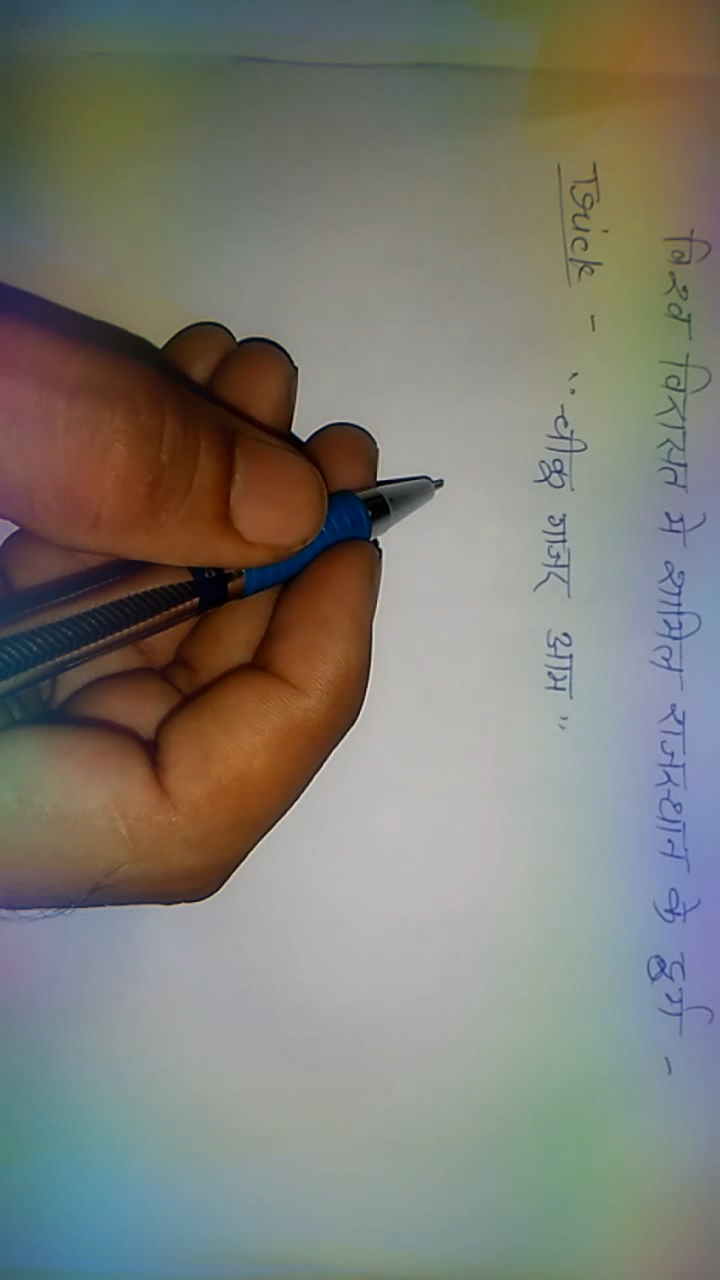 विश्व विरासत मे शामिल राजस्थान के दुर्ग -
Trick - "चीकू गाजर आम"